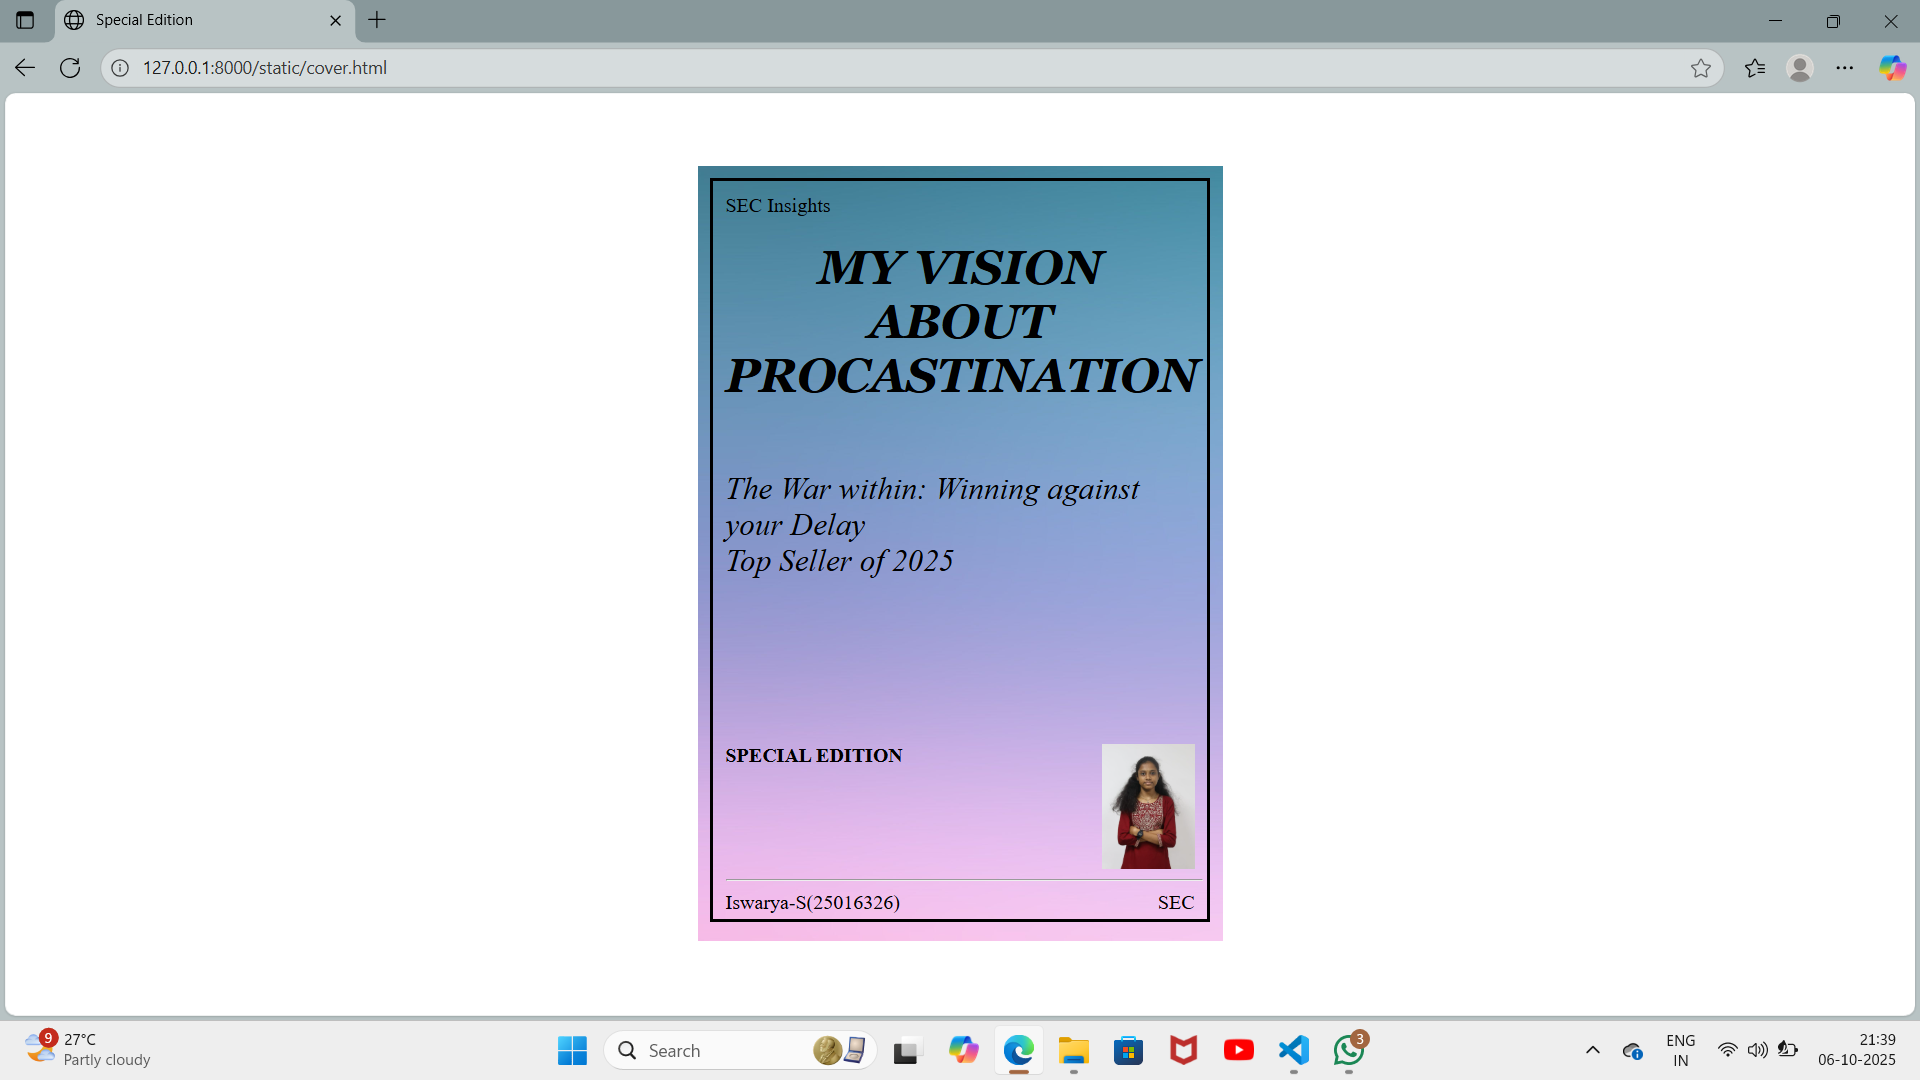 Special Edition
127.0.0.1:8000/static/cover.html
SEC Insights
MY VISION
ABOUT
PROCASTINATION
The War within: Winning against
your Delay
Top Seller of 2025
SPECIAL EDITION
Iswarya-S(25016326)
SEC
9
27°C
Partly cloudy
Search
3
ENG
IN
21:39
06-10-2025